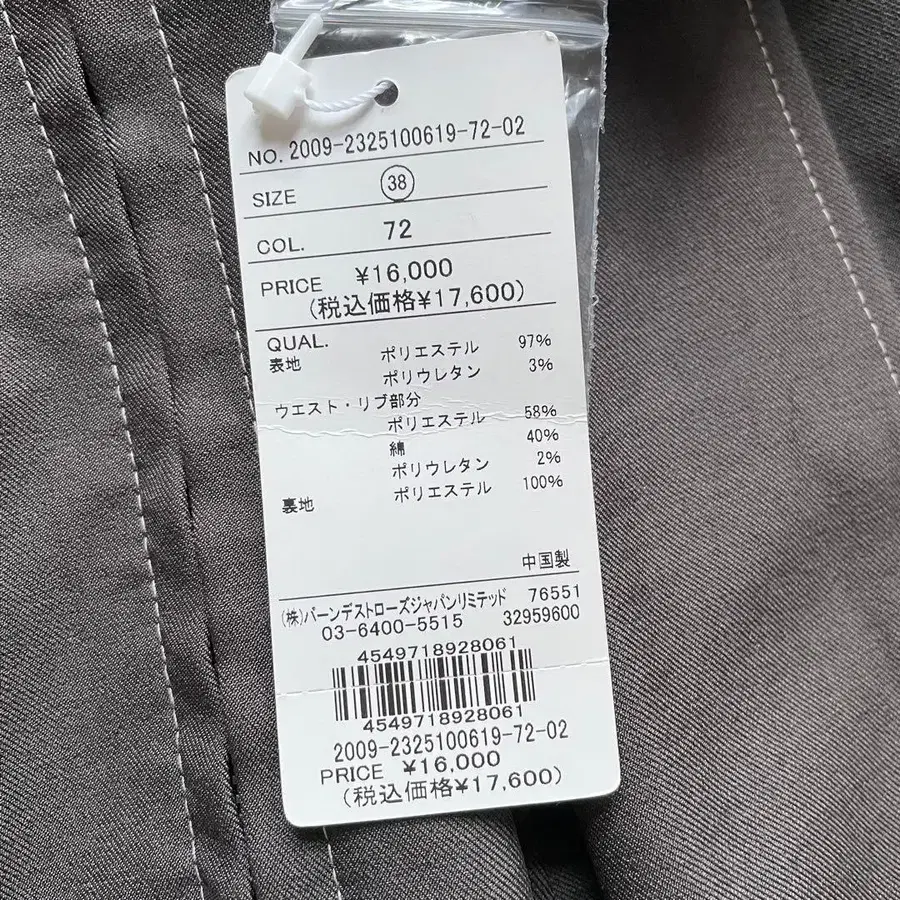 NO. 2009-2325100619-72-02
SIZE 38
COL. 72
PRICE ¥16,000
(税込価格¥17,600)
QUAL.
表地 ポリエステル 97%
ポリウレタン 3%
ウエスト・リブ部分
ポリエステル 58%
綿 40%
ポリウレタン 2%
裏地 ポリエステル 100%
中国製
(株)バーンデストローズジャパンリミテッド 76551
03-6400-5515 32959600
4549718928061
4549718928061
2009-2325100619-72-02
PRICE ¥16,000
(税込価格¥17,600)